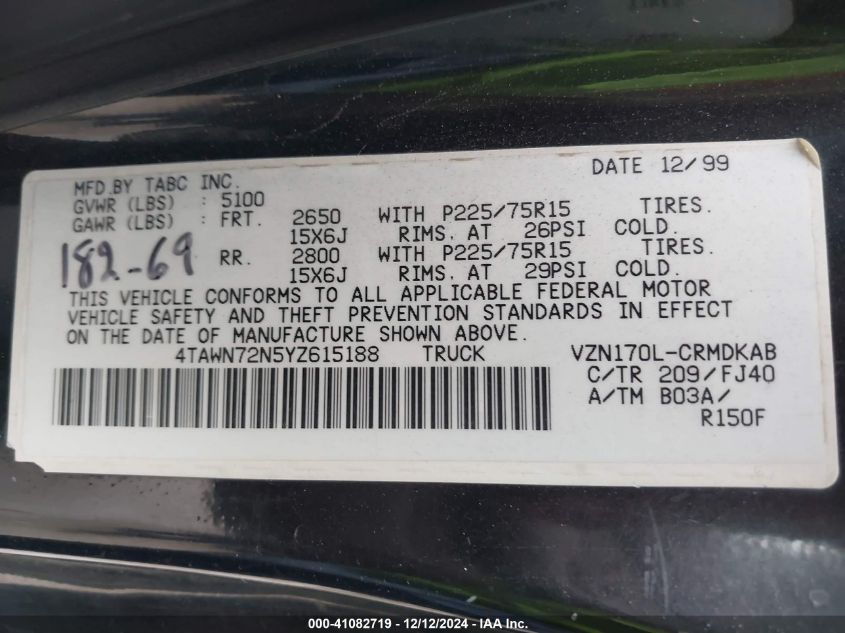 DATE 12/99
MFD.BY TABC INC.
GVWR (LBS) : 5100
GAWR (LBS) : FRT. 2650 WITH P225/75R15 TIRES.
15X6J RIMS. AT 26PSI COLD.
182-69 RR. 2800 WITH P225/75R15 TIRES.
15X6J RIMS. AT 29PSI COLD.
THIS VEHICLE CONFORMS TO ALL APPLICABLE FEDERAL MOTOR
VEHICLE SAFETY AND THEFT PREVENTION STANDARDS IN EFFECT
ON THE DATE OF MANUFACTURE SHOWN ABOVE.
4TAWN72N5YZ615188 TRUCK VZN170L-CRMDKAB
C/TR 209/FJ40
A/TM B03A/
R150F
000-41082719 - 12/12/2024 - IAA Inc.